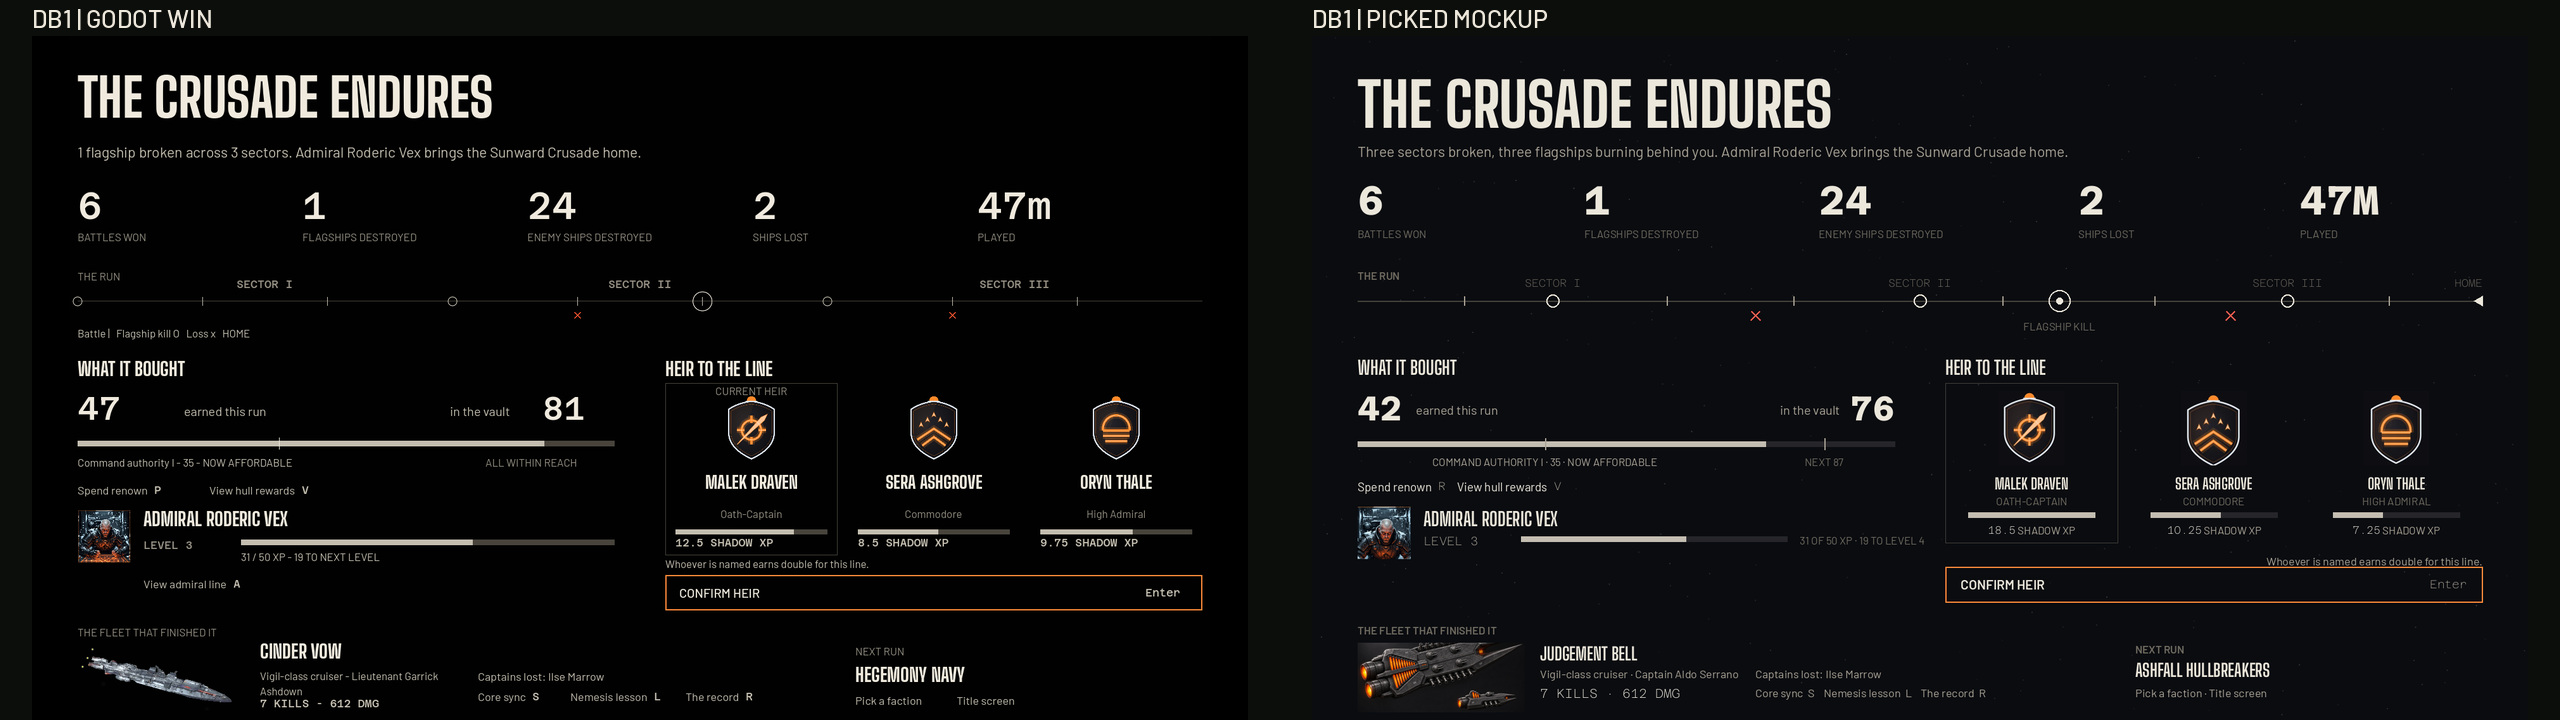 DB1 | GODOT WIN
THE CRUSADE ENDURES
1 flagship broken across 3 sectors. Admiral Roderic Vex brings the Sunward Crusade home.
6 1 24 2 47m
BATTLES WON FLAGSHIPS DESTROYED ENEMY SHIPS DESTROYED SHIPS LOST PLAYED
THE RUN
SECTOR I SECTOR II SECTOR III
Battle | Flagship kill O Loss x HOME
WHAT IT BOUGHT
47 earned this run in the vault 81
Command authority I - 35 - NOW AFFORDABLE ALL WITHIN REACH
Spend renown P View hull rewards V
ADMIRAL RODERIC VEX
LEVEL 3
31 / 50 XP - 19 TO NEXT LEVEL
View admiral line A
HEIR TO THE LINE
CURRENT HEIR
MALEK DRAVEN SERA ASHGROVE ORYN THALE
Oath-Captain Commodore High Admiral
12.5 SHADOW XP 8.5 SHADOW XP 9.75 SHADOW XP
Whoever is named earns double for this line.
CONFIRM HEIR Enter
THE FLEET THAT FINISHED IT
CINDER VOW
Vigil-class cruiser - Lieutenant Garrick
Ashdown
7 KILLS - 612 DMG
Captains lost: Ilse Marrow
Core sync S Nemesis lesson L The record R
NEXT RUN
HEGEMONY NAVY
Pick a faction Title screen
DB1 | PICKED MOCKUP
THE CRUSADE ENDURES
Three sectors broken, three flagships burning behind you. Admiral Roderic Vex brings the Sunward Crusade home.
6 1 24 2 47M
BATTLES WON FLAGSHIPS DESTROYED ENEMY SHIPS DESTROYED SHIPS LOST PLAYED
THE RUN
SECTOR I SECTOR II SECTOR III HOME
FLAGSHIP KILL
WHAT IT BOUGHT
42 earned this run in the vault 76
COMMAND AUTHORITY I · 35 · NOW AFFORDABLE NEXT 87
Spend renown R View hull rewards V
ADMIRAL RODERIC VEX
LEVEL 3 31 OF 50 XP · 19 TO LEVEL 4
HEIR TO THE LINE
MALEK DRAVEN SERA ASHGROVE ORYN THALE
OATH-CAPTAIN COMMODORE HIGH ADMIRAL
18.5 SHADOW XP 10.25 SHADOW XP 7.25 SHADOW XP
Whoever is named earns double for this line.
CONFIRM HEIR Enter
THE FLEET THAT FINISHED IT
JUDGEMENT BELL
Vigil-class cruiser · Captain Aldo Serrano
7 KILLS · 612 DMG
Captains lost: Ilse Marrow
Core sync S Nemesis lesson L The record R
NEXT RUN
ASHFALL HULLBREAKERS
Pick a faction · Title screen